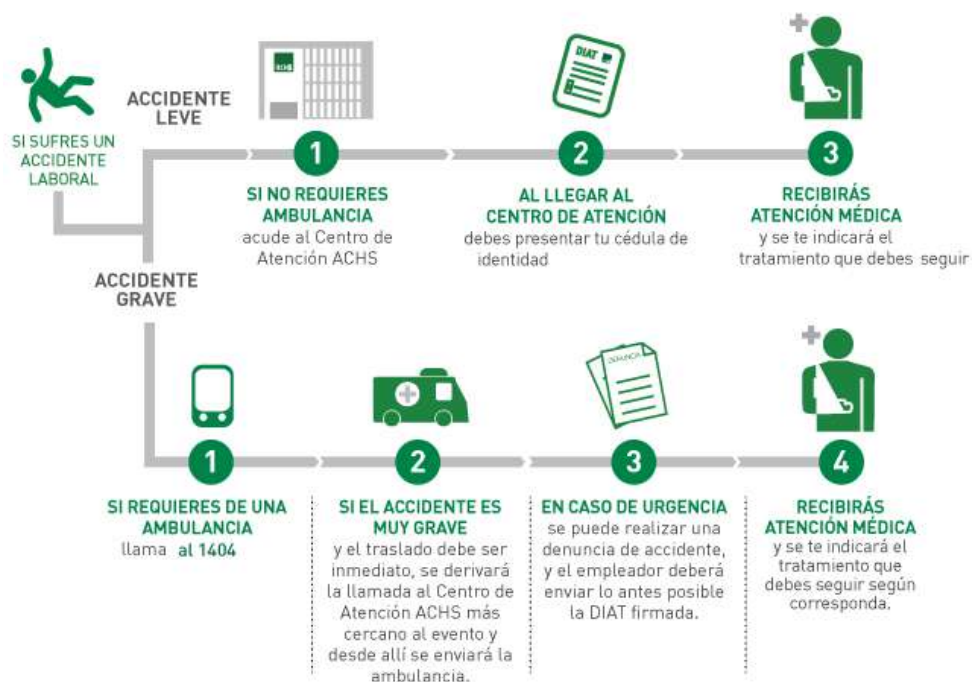 SI SUFRES UN
ACCIDENTE
LABORAL
ACCIDENTE
LEVE
ACHS
1
SI NO REQUIERES
AMBULANCIA
acude al Centro de
Atención ACHS
DIAT
2
AL LLEGAR AL
CENTRO DE ATENCIÓN
debes presentar tu cédula de
identidad
3
RECIBIRÁS
ATENCIÓN MÉDICA
y se te indicará el
tratamiento que debes seguir
ACCIDENTE
GRAVE
1
SI REQUIERES DE UNA
AMBULANCIA
llama al 1404
2
SI EL ACCIDENTE ES
MUY GRAVE
y el traslado debe ser
inmediato, se derivará
la llamada al Centro de
Atención ACHS más
cercano al evento y
desde allí se enviará la
ambulancia.
DENUNCIA
3
EN CASO DE URGENCIA
se puede realizar una
denuncia de accidente,
y el empleador deberá
enviar lo antes posible
la DIAT firmada.
4
RECIBIRÁS
ATENCIÓN MÉDICA
y se te indicará el
tratamiento que
debes seguir según
corresponda.